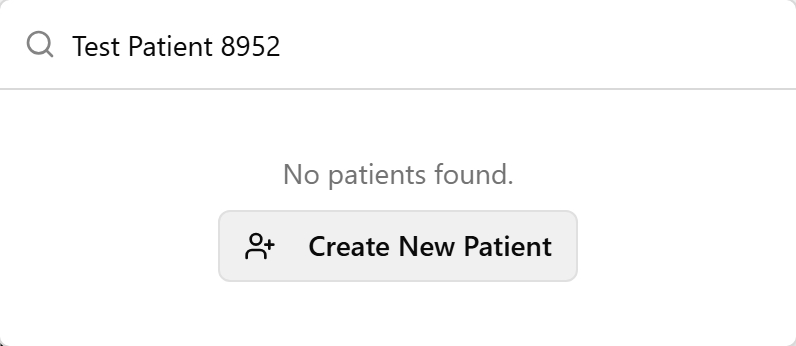 Test Patient 8952
No patients found.
Create New Patient